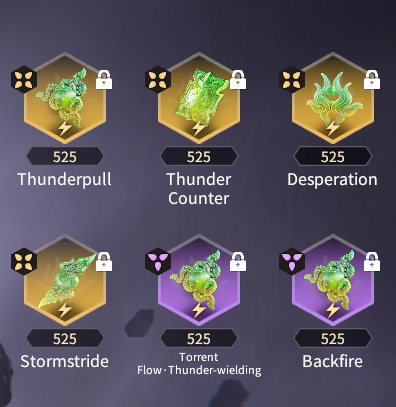 525 525 525
Thunderpull Thunder Desperation
Counter
525 525 525
Stormstride Torrent Backfire
Flow·Thunder-wielding